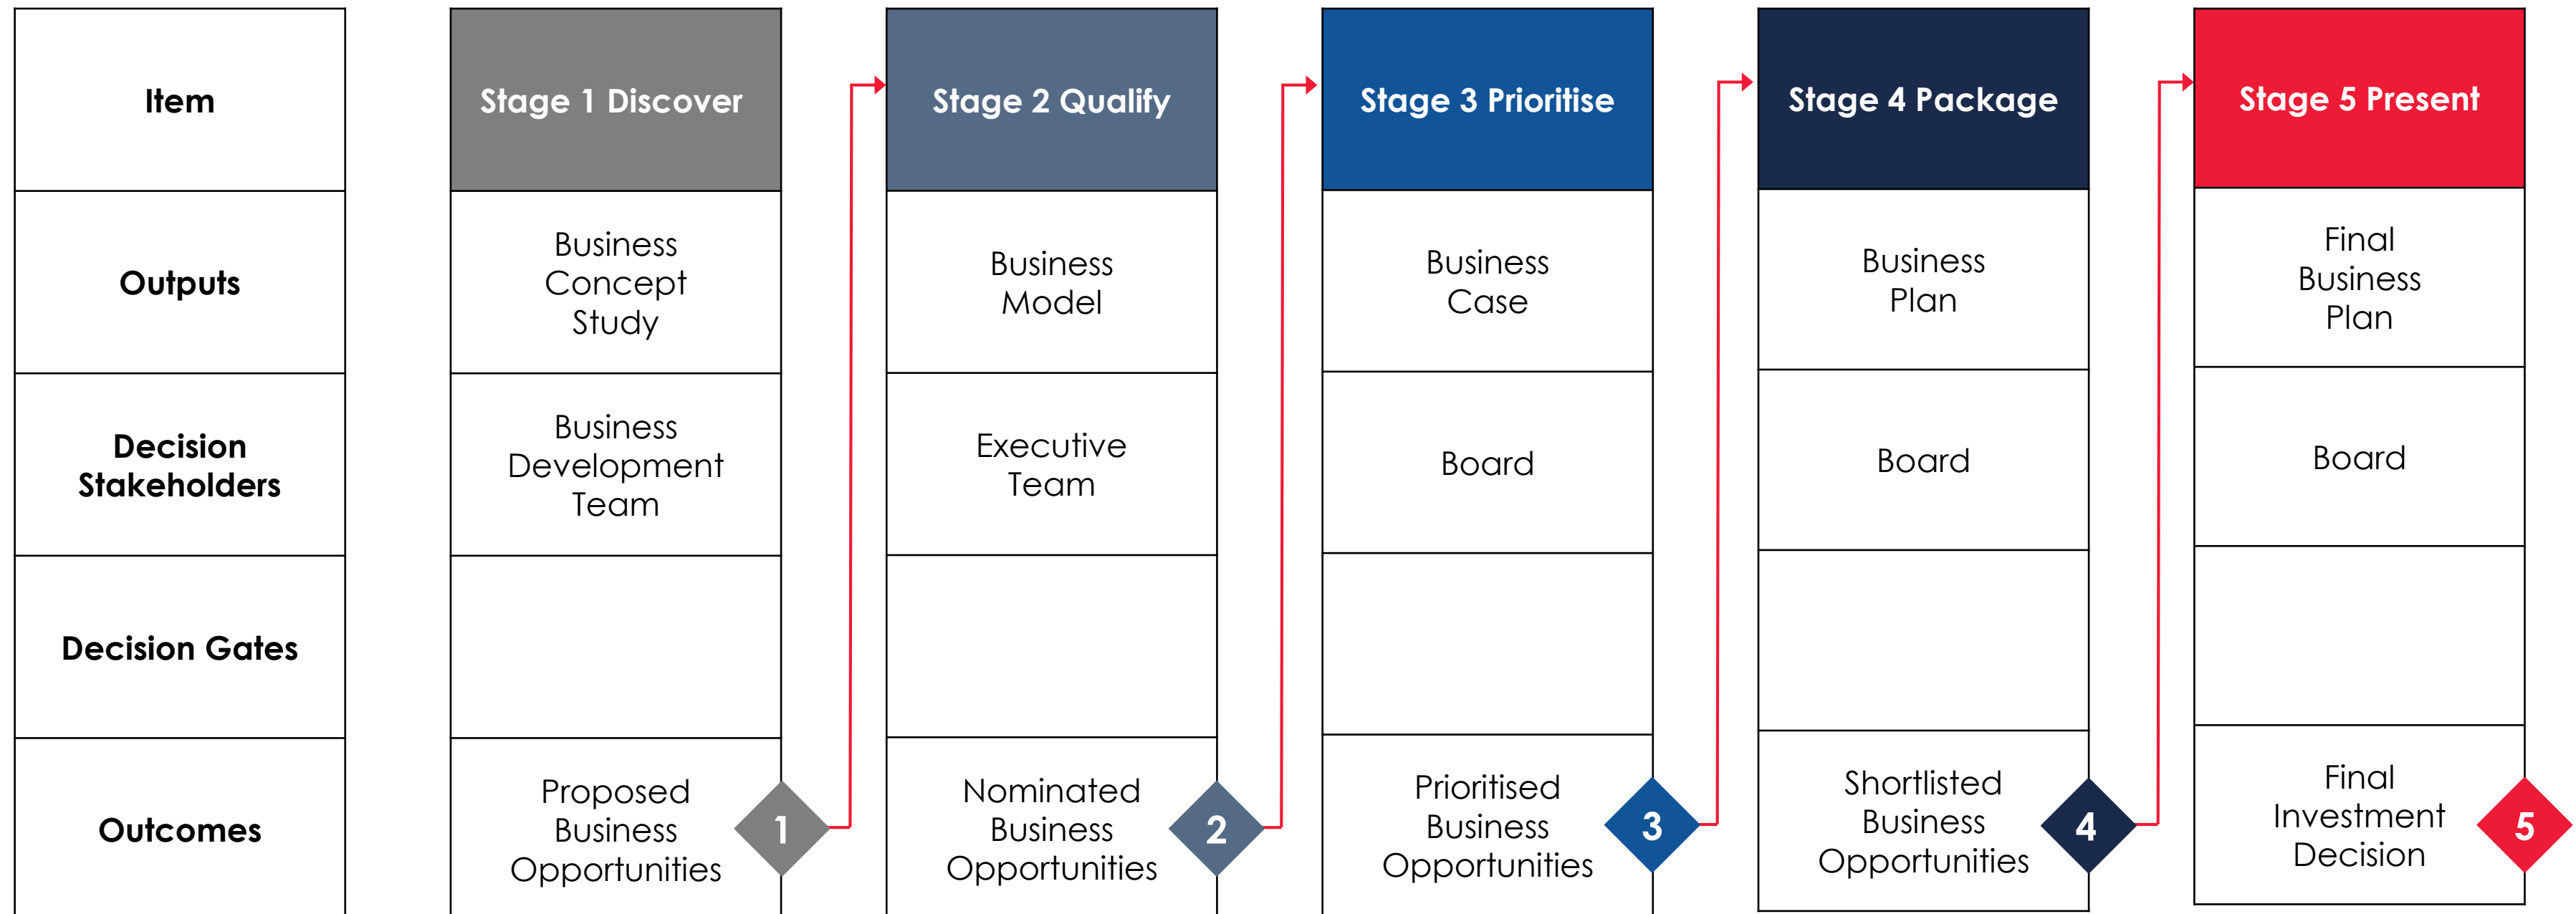 Item
Stage 1 Discover
Stage 2 Qualify
Stage 3 Prioritise
Stage 4 Package
Stage 5 Present
Outputs
Business
Concept
Study
Business
Model
Business
Case
Business
Plan
Final
Business
Plan
Decision
Stakeholders
Business
Development
Team
Executive
Team
Board
Board
Board
Decision Gates
Outcomes
Proposed
Business
Opportunities
1
Nominated
Business
Opportunities
2
Prioritised
Business
Opportunities
3
Shortlisted
Business
Opportunities
4
Final
Investment
Decision
5